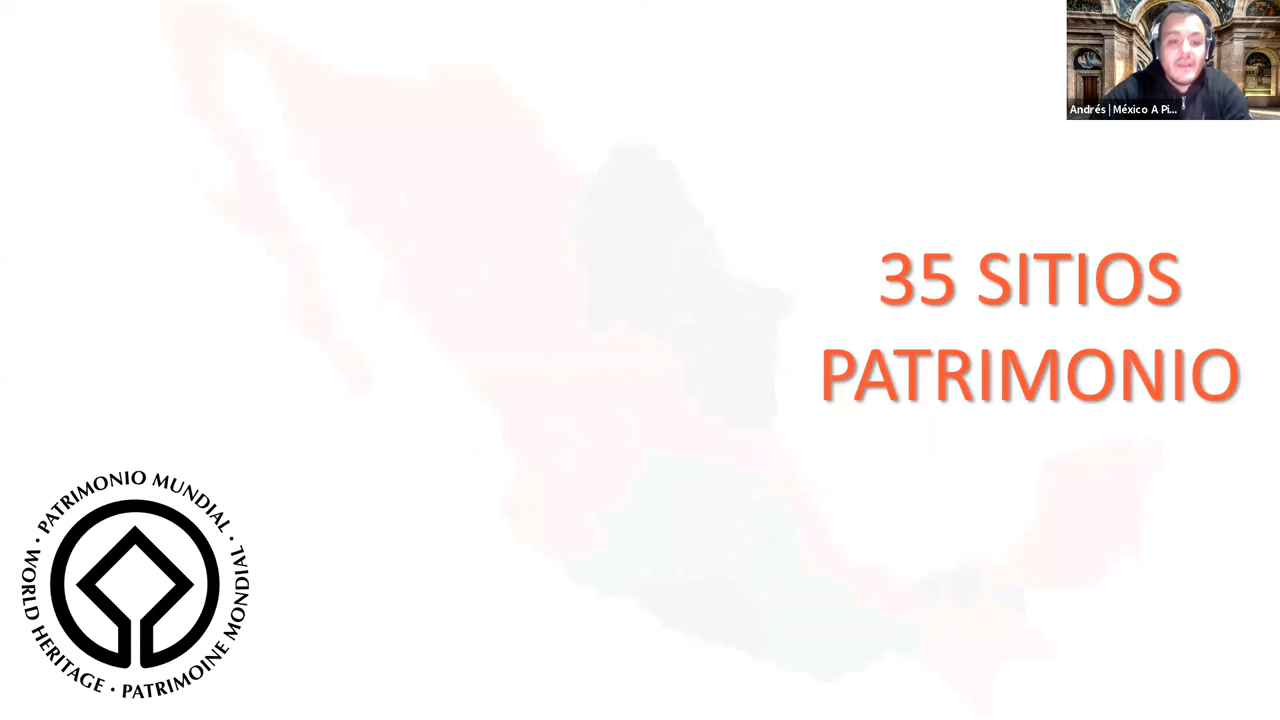 Andrés | México A Pi...
35 SITIOS
PATRIMONIO
PATRIMONIO MUNDIAL •
WORLD HERITAGE •
PATRIMOINE MONDIAL •